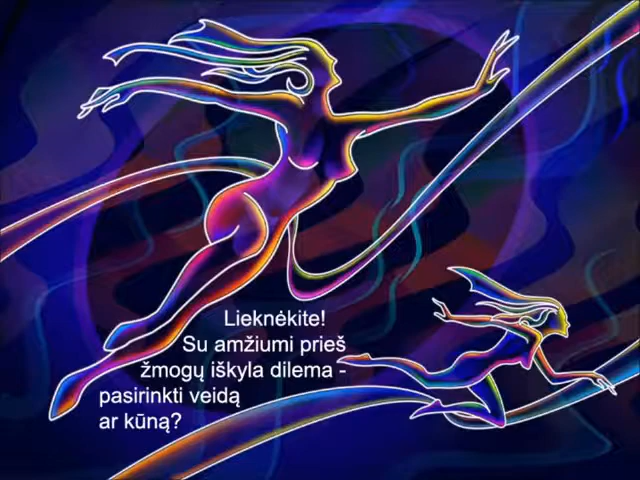 Lieknėkite!
Su amžiumi prieš
žmogų iškyla dilema -
pasirinkti veidą
ar kūną?